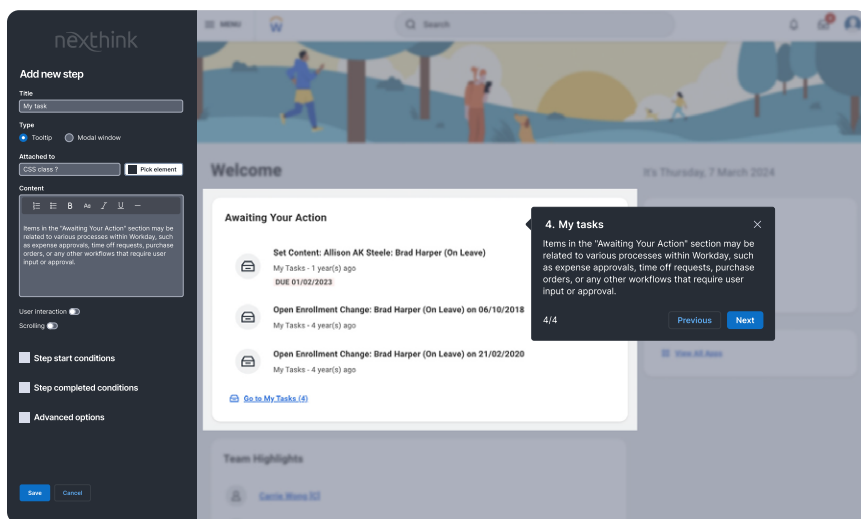 nexthink
Add new step
Title
My task
Type
Tooltip
Modal window
Attached to
CSS class ?
Pick element
Content
B Aa I U
Items in the "Awaiting Your Action" section may be
related to various processes within Workday, such
as expense approvals, time off requests, purchase
orders, or any other workflows that require user
input or approval.
User Interaction
Scrolling
Step start conditions
Step completed conditions
Advanced options
Save
Cancel
MENU
Search
Welcome
It's Thursday, 7 March 2024
Awaiting Your Action
Set Content: Allison AK Steele: Brad Harper (On Leave)
My Tasks - 1 year(s) ago
DUE 01/02/2023
Open Enrollment Change: Brad Harper (On Leave) on 06/10/2018
My Tasks - 4 year(s) ago
Open Enrollment Change: Brad Harper (On Leave) on 21/02/2020
My Tasks - 4 year(s) ago
Go to My Tasks (4)
4. My tasks
Items in the "Awaiting Your Action" section may be
related to various processes within Workday, such
as expense approvals, time off requests, purchase
orders, or any other workflows that require user
input or approval.
4/4
Previous
Next
View All Apps
Team Highlights